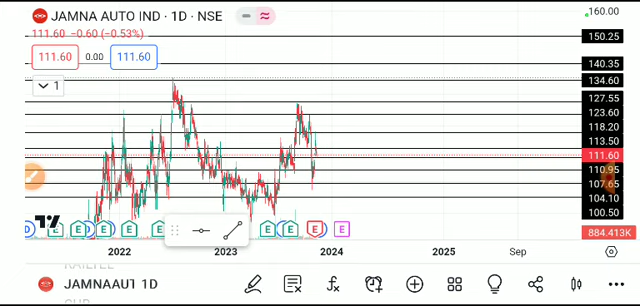 JAMNA AUTO IND · 1D · NSE
160.00
111.60 −0.60 (−0.53%)
150.25
111.60 0.00 111.60
140.35
1
134.60
127.55
123.60
118.20
113.50
111.60
110.95
107.65
104.10
100.50
D E E E E E E E E E E
884.413K
2022 2023 2024 2025 Sep
JAMNAAUT 1D